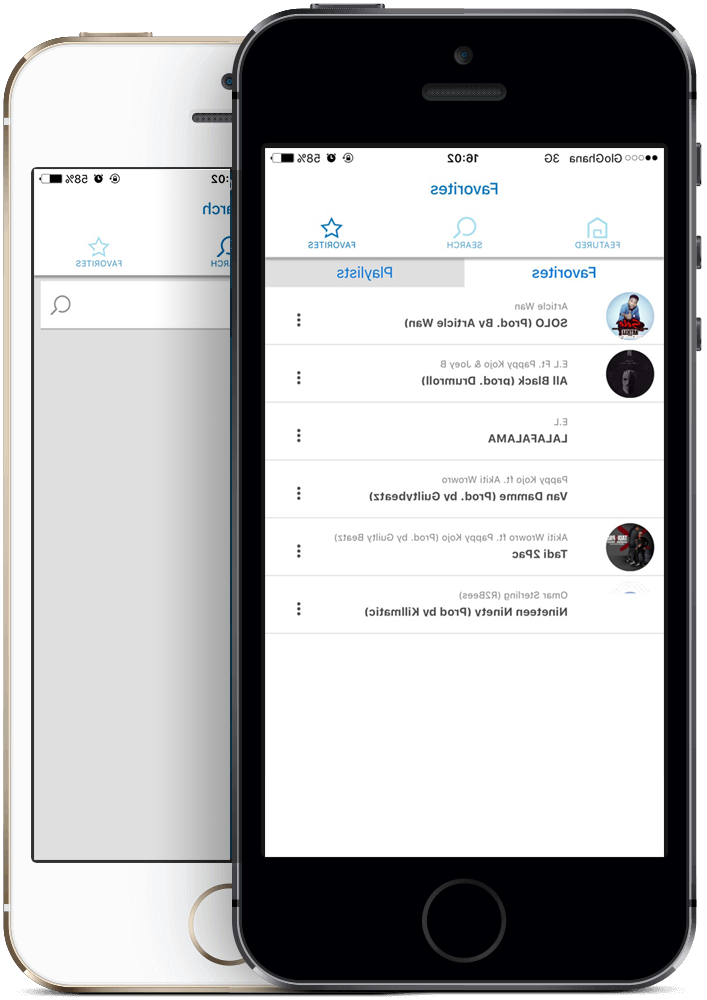 GloGhana 3G 16:02 58%
Favorites
FEATURED SEARCH FAVORITES
Favorites Playlists
Article Wan
SOLO (Prod. By Article Wan)
E.L Ft. Pappy Kojo & Joey B
All Black (prod. Drumroll)
E.L
LALAFALAMA
Pappy Kojo ft. Akiti Wrowro
Van Damme (Prod. by Guiltybeatz)
Akiti Wrowro ft. Pappy Kojo (Prod. by Guilty Beatz)
Tadi 2Pac
Omar Sterling (R2Bees)
Nineteen Ninety (Prod by Killmatic)
:02 58%
arch
RCH FAVORITES